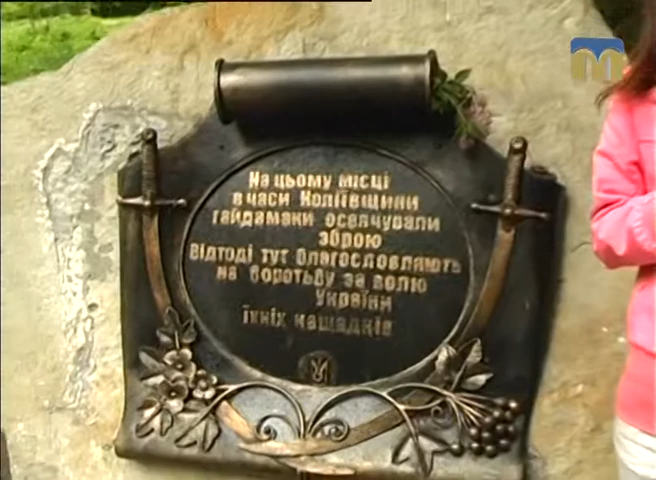 На цьому місці
в часи Коліївщини
гайдамаки освячували
зброю
Відтоді тут благословляють
на боротьбу за волю
України
їхніх нащадків